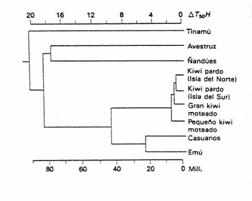 20 16 12 8 4 0 ΔT50H
Tinamú
Avestruz
Ñandúes
Kiwi pardo
(Isla del Norte)
Kiwi pardo
(Isla del Sur)
Gran kiwi
moteado
Pequeño kiwi
moteado
Casuarios
Emú
80 60 40 20 0 Mill.